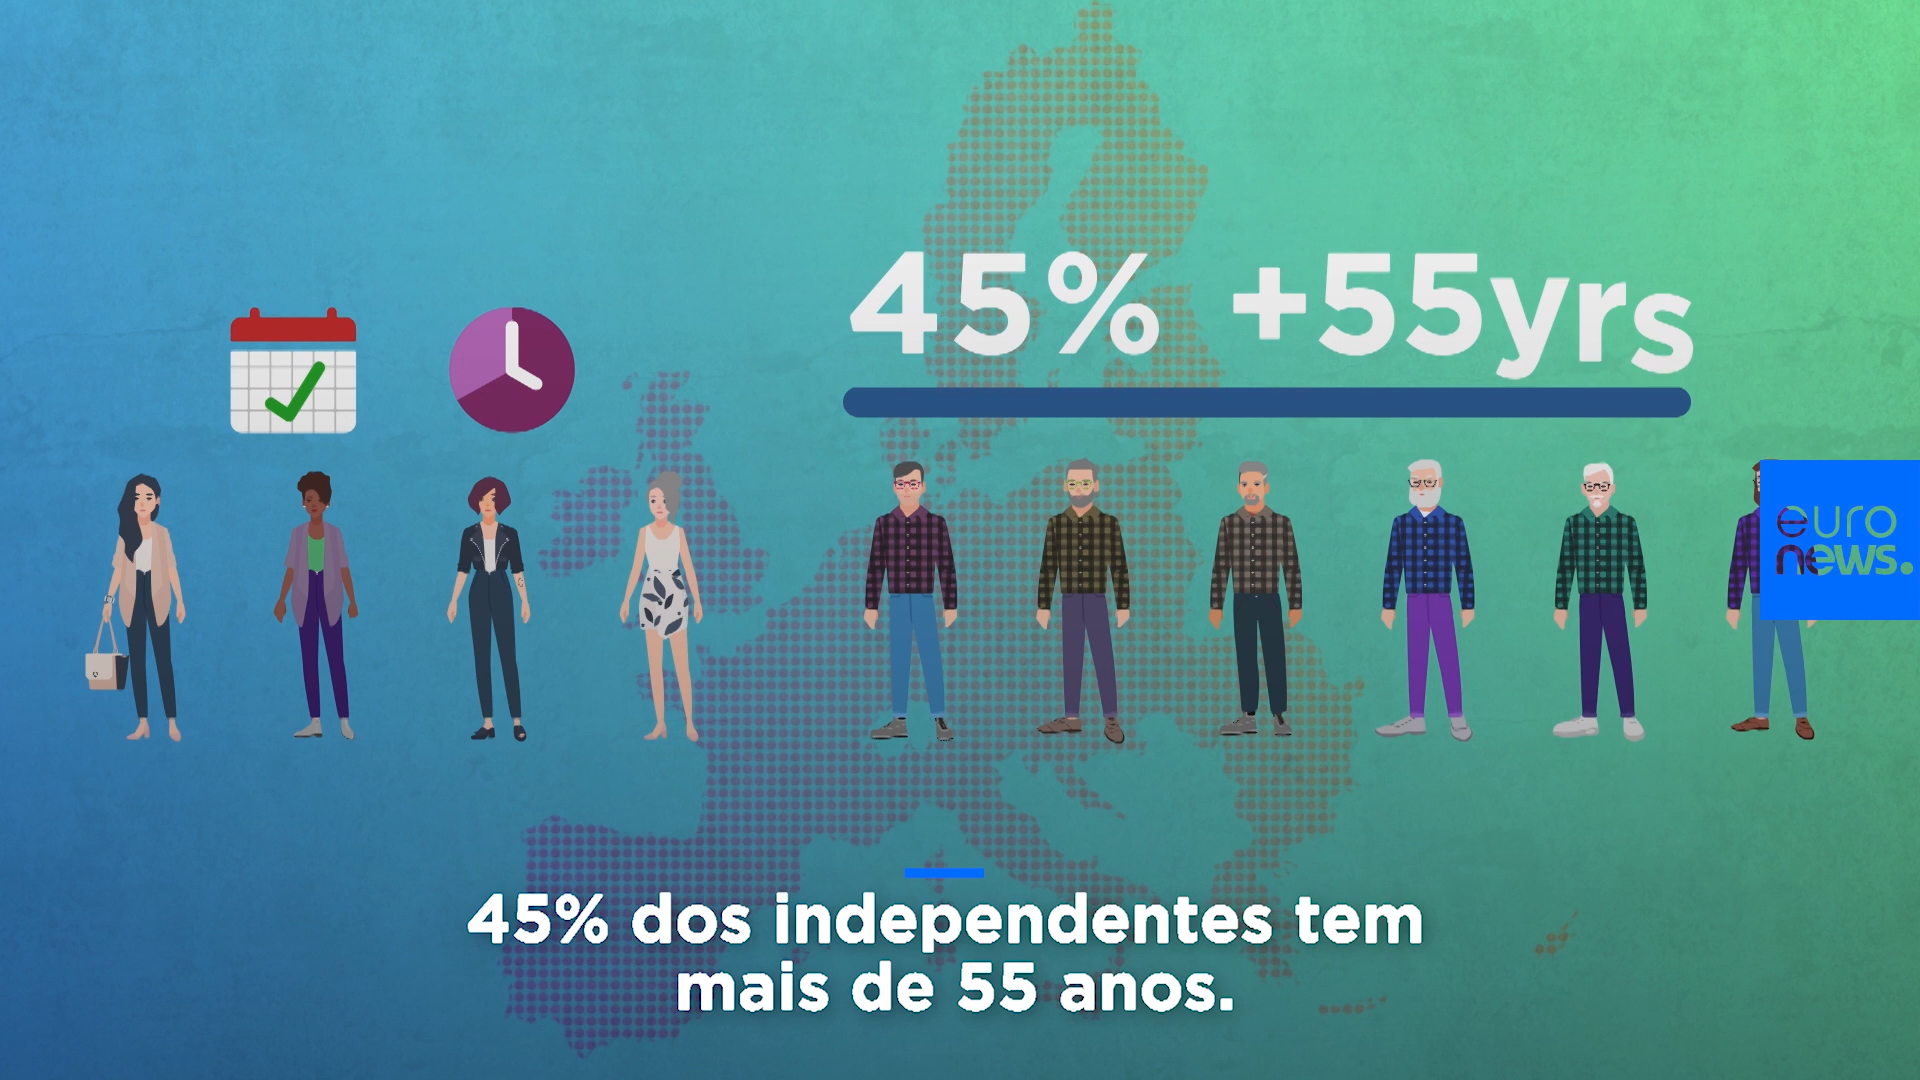 45% +55yrs
euro
news.
45% dos independentes tem
mais de 55 anos.